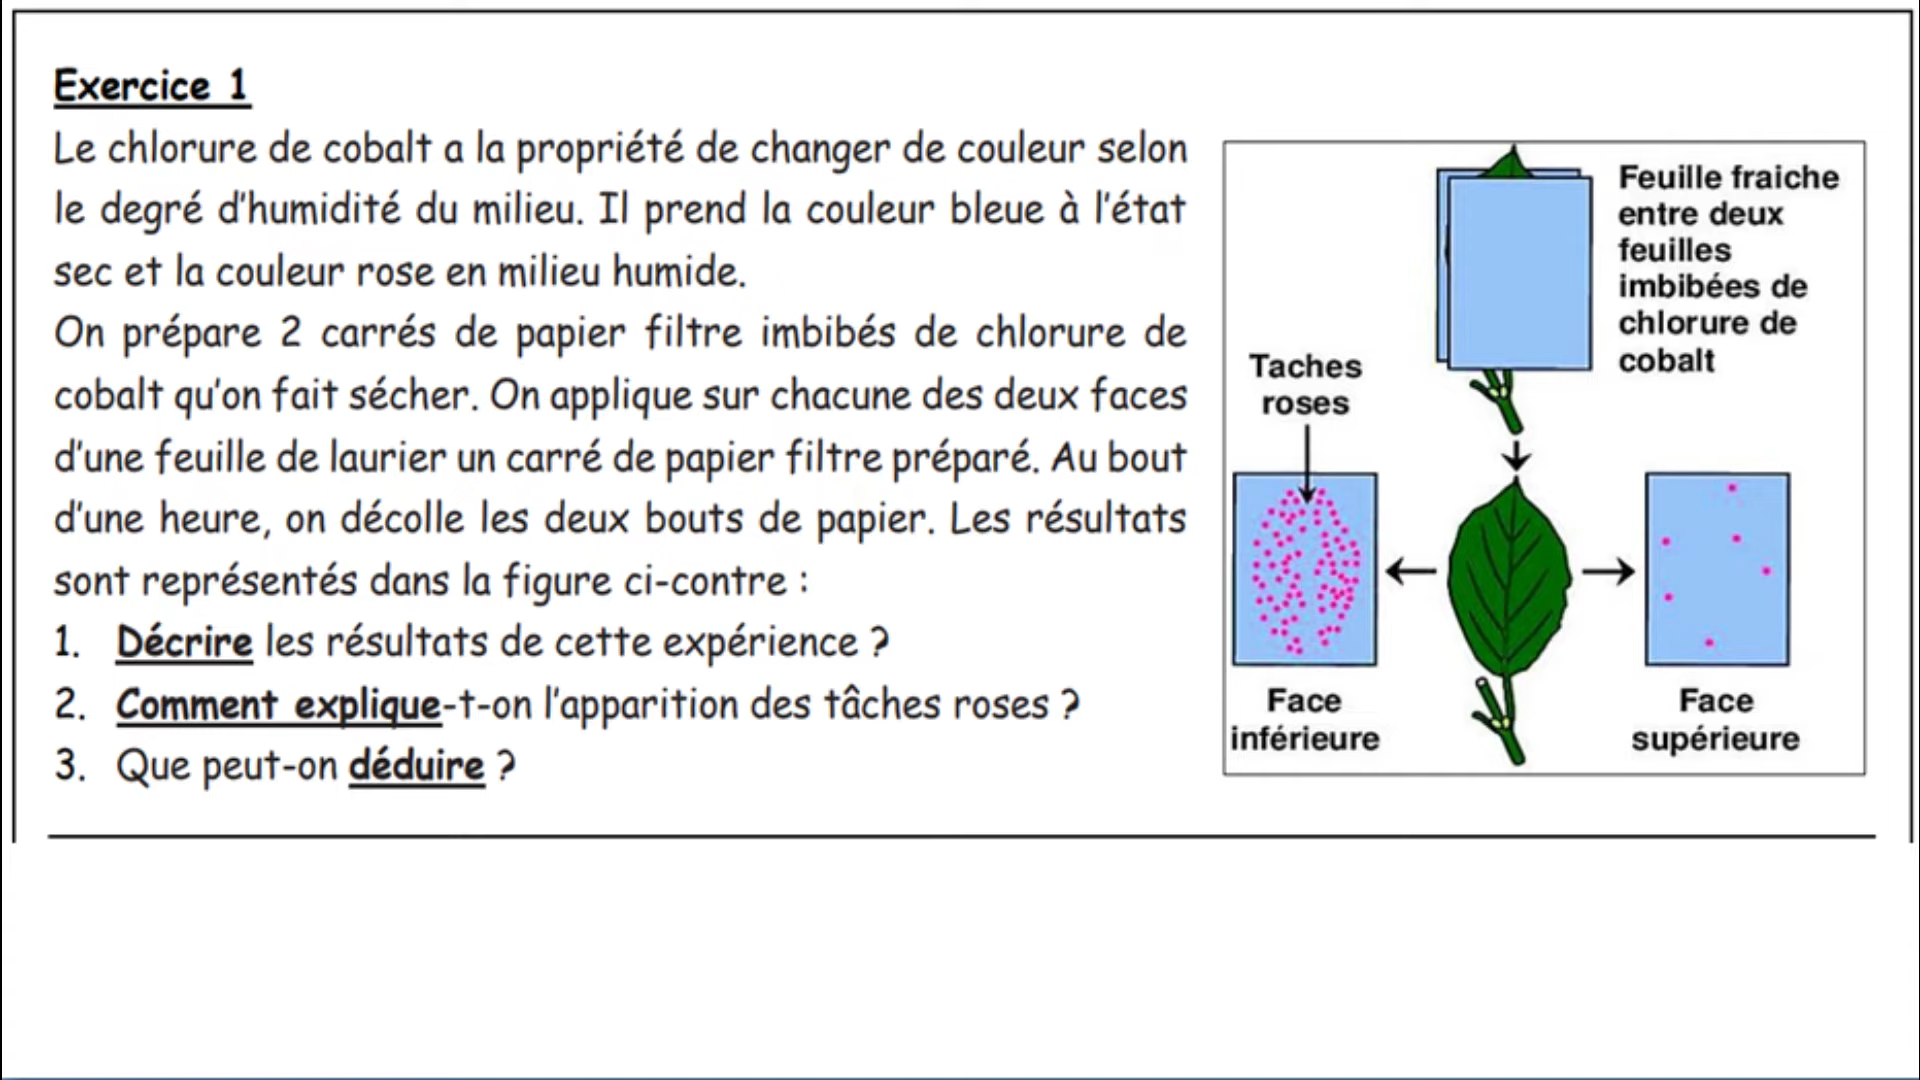 Exercice 1
Le chlorure de cobalt a la propriété de changer de couleur selon
le degré d'humidité du milieu. Il prend la couleur bleue à l'état
sec et la couleur rose en milieu humide.
On prépare 2 carrés de papier filtre imbibés de chlorure de
cobalt qu'on fait sécher. On applique sur chacune des deux faces
d'une feuille de laurier un carré de papier filtre préparé. Au bout
d'une heure, on décolle les deux bouts de papier. Les résultats
sont représentés dans la figure ci-contre :
1. Décrire les résultats de cette expérience ?
2. Comment explique-t-on l'apparition des tâches roses ?
3. Que peut-on déduire ?
Feuille fraiche
entre deux
feuilles
imbibées de
chlorure de
cobalt
Taches
roses
Face
inférieure
Face
supérieure